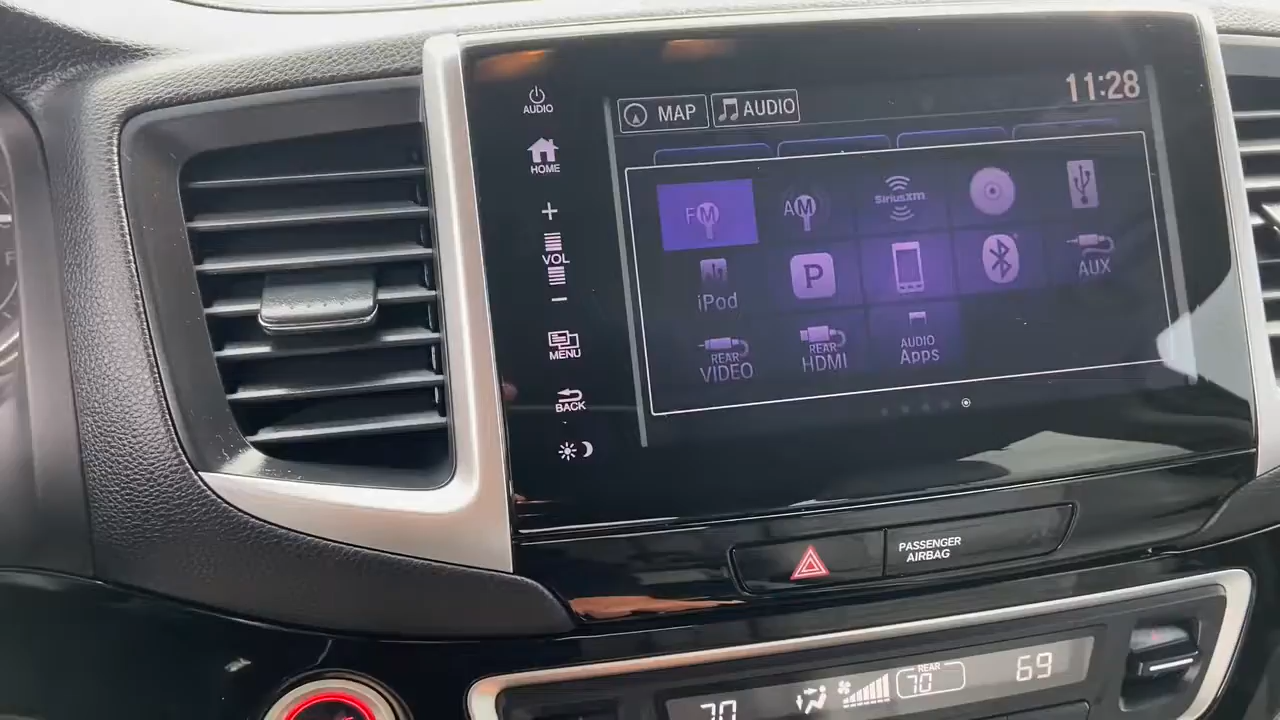 AUDIO
HOME
+
VOL
−
MENU
BACK
MAP
AUDIO
11:28
FM
AM
SiriusXM
iPod
P
AUX
REAR
VIDEO
REAR
HDMI
AUDIO
Apps
PASSENGER
AIRBAG
70
REAR
70
69
F